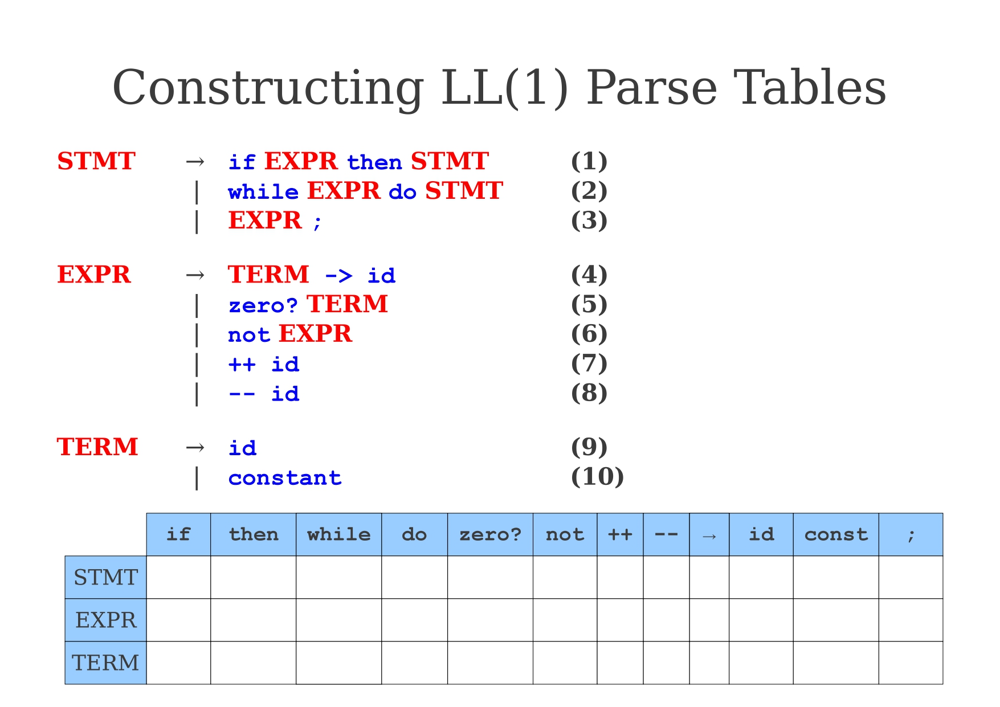 Constructing LL(1) Parse Tables
STMT → if EXPR then STMT (1)
| while EXPR do STMT (2)
| EXPR ; (3)
EXPR → TERM -> id (4)
| zero? TERM (5)
| not EXPR (6)
| ++ id (7)
| -- id (8)
TERM → id (9)
| constant (10)
if then while do zero? not ++ -- → id const ;
STMT
EXPR
TERM